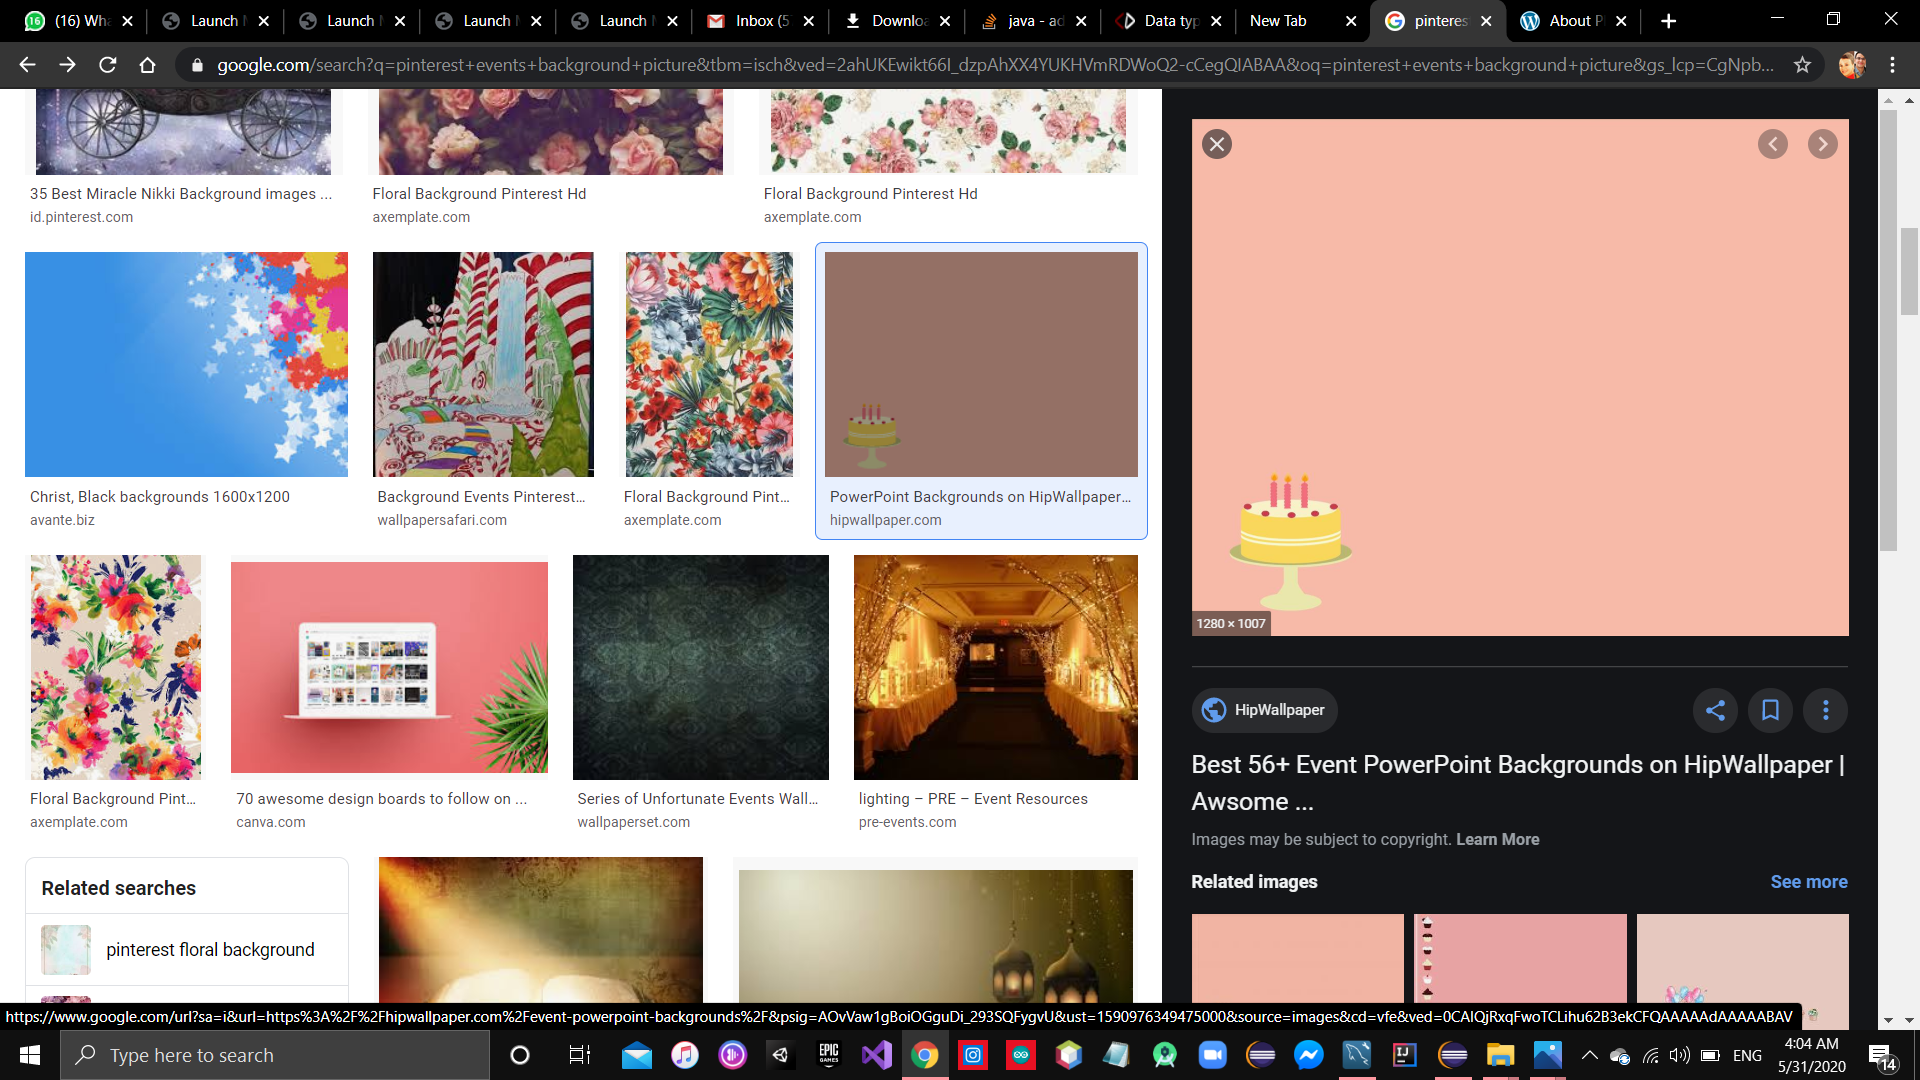 (16) Wha
Launch
Launch
Launch
Launch
Inbox (5
Downloa
java - ad
Data typ
New Tab
pinteres
About P
google.com/search?q=pinterest+events+background+picture&tbm=isch&ved=2ahUKEwikt66I_dzpAhXX4YUKHVmRDWoQ2-cCegQIABAA&oq=pinterest+events+background+picture&gs_lcp=CgNpb...
35 Best Miracle Nikki Background images ...
id.pinterest.com
Floral Background Pinterest Hd
axemplate.com
Floral Background Pinterest Hd
axemplate.com
Christ, Black backgrounds 1600x1200
avante.biz
Background Events Pinterest...
wallpapersafari.com
Floral Background Pint...
axemplate.com
PowerPoint Backgrounds on HipWallpaper...
hipwallpaper.com
Floral Background Pint...
axemplate.com
70 awesome design boards to follow on ...
canva.com
Series of Unfortunate Events Wall...
wallpaperset.com
lighting – PRE – Event Resources
pre-events.com
Related searches
pinterest floral background
1280 × 1007
HipWallpaper
Best 56+ Event PowerPoint Backgrounds on HipWallpaper |
Awsome ...
Images may be subject to copyright. Learn More
Related images
See more
https://www.google.com/url?sa=i&url=https%3A%2F%2Fhipwallpaper.com%2Fevent-powerpoint-backgrounds%2F&psig=AOvVaw1gBoiOGguDi_293SQFygvU&ust=1590976349475000&source=images&cd=vfe&ved=0CAIQjRxqFwoTCLihu62B3ekCFQAAAAAdAAAAABAV
Type here to search
EPIC
GAMES
IJ
ENG
4:04 AM
5/31/2020
14